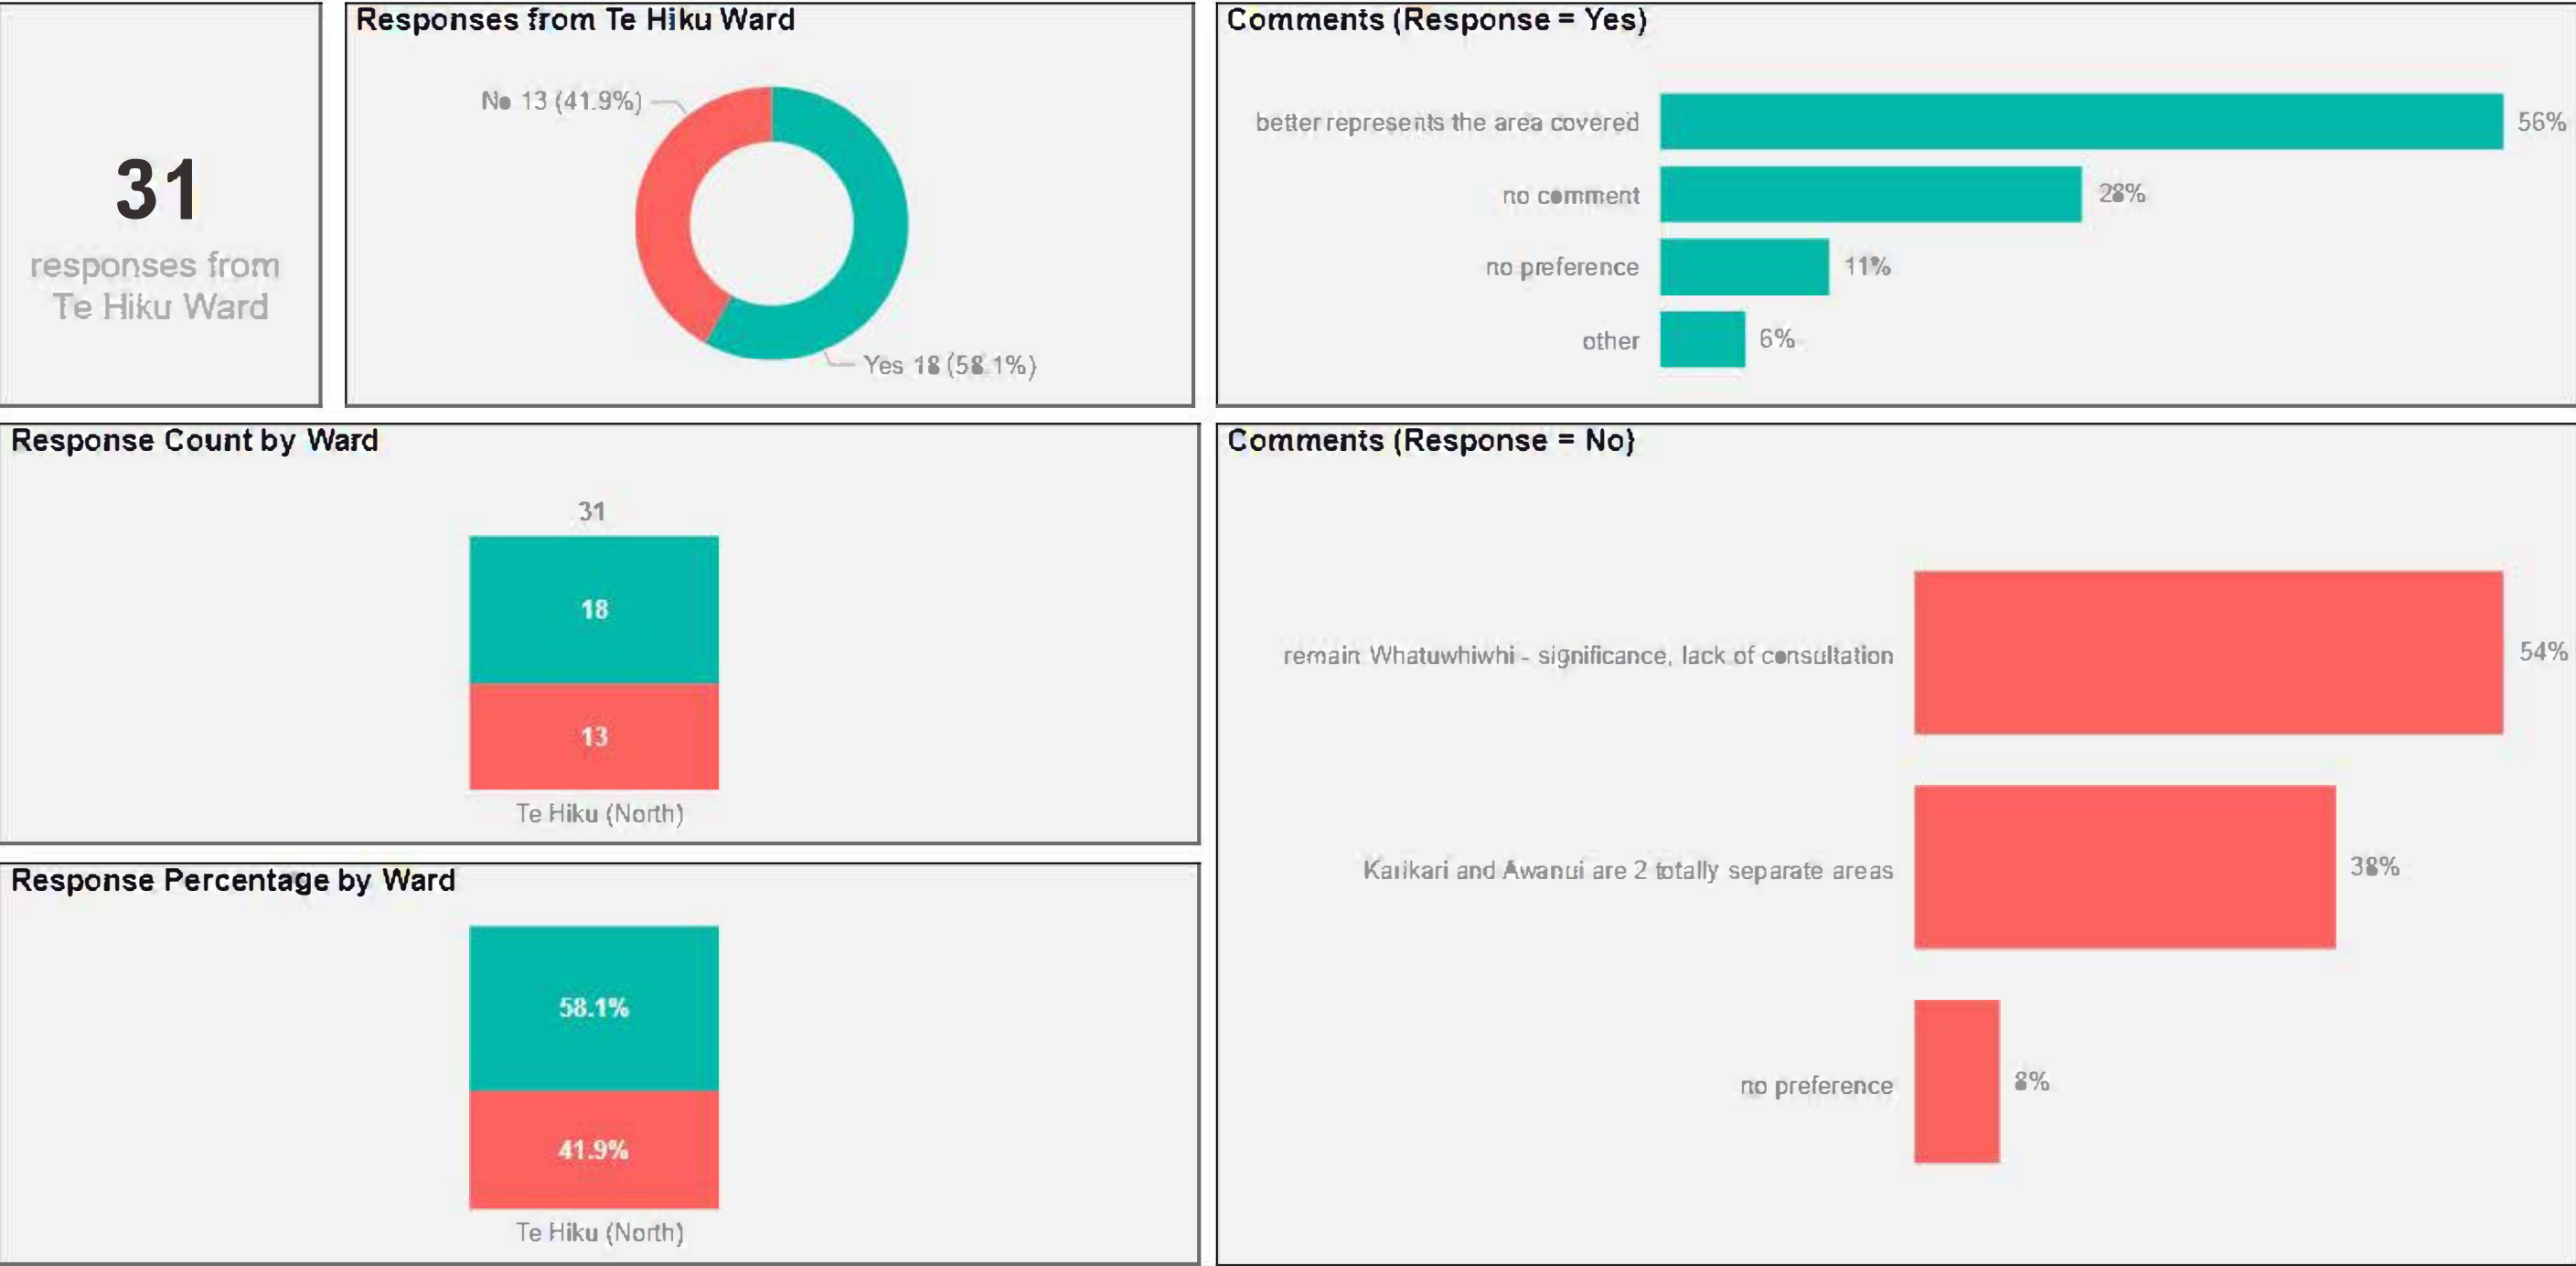 31
responses from
Te Hiku Ward
Responses from Te Hiku Ward
No 13 (41.9%)
Yes 18 (58.1%)
Comments (Response = Yes)
better represents the area covered
56%
no comment
28%
no preference
11%
other
6%
Response Count by Ward
31
18
13
Te Hiku (North)
Response Percentage by Ward
58.1%
41.9%
Te Hiku (North)
Comments (Response = No)
remain Whatuwhiwhi - significance, lack of consultation
54%
Karikari and Awanui are 2 totally separate areas
38%
no preference
8%